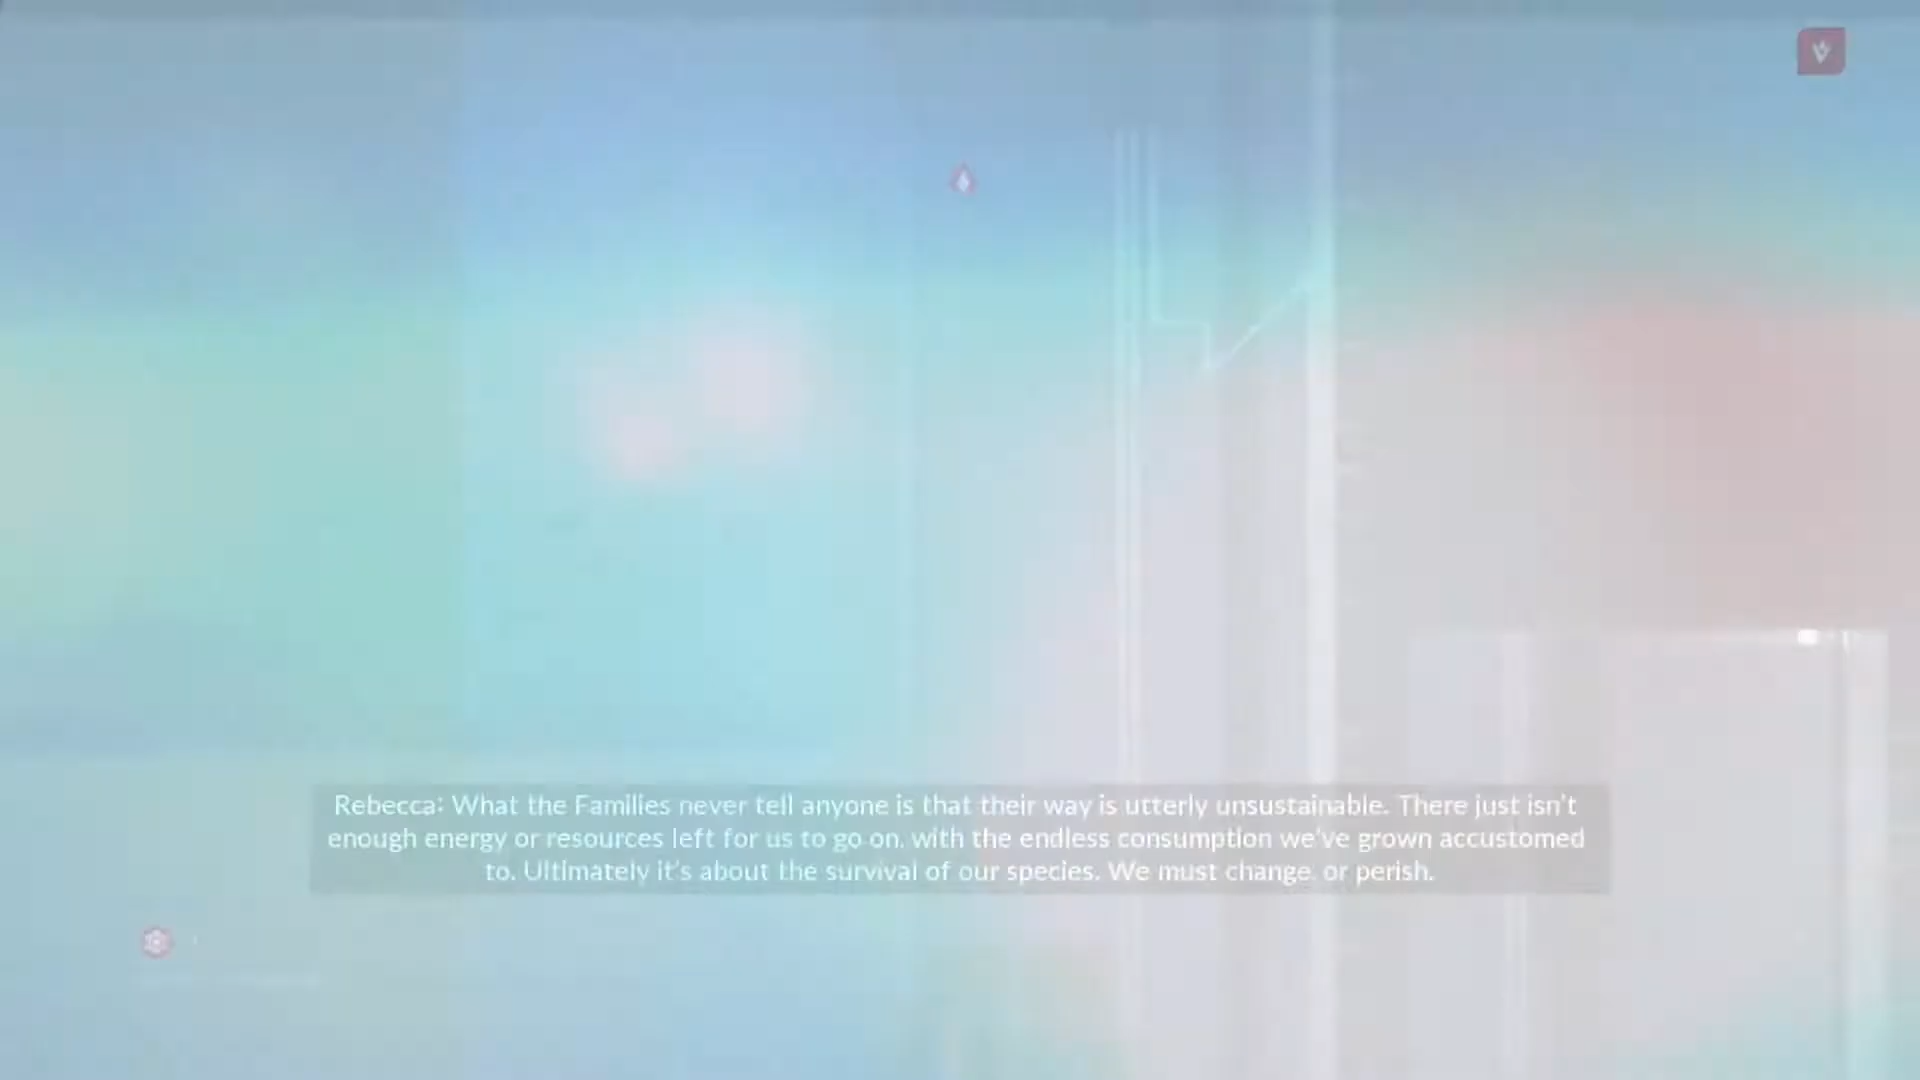 Rebecca: What the Families never tell anyone is that their way is utterly unsustainable. There just isn't
enough energy or resources left for us to go on, with the endless consumption we've grown accustomed
to. Ultimately it's about the survival of our species. We must change, or perish.